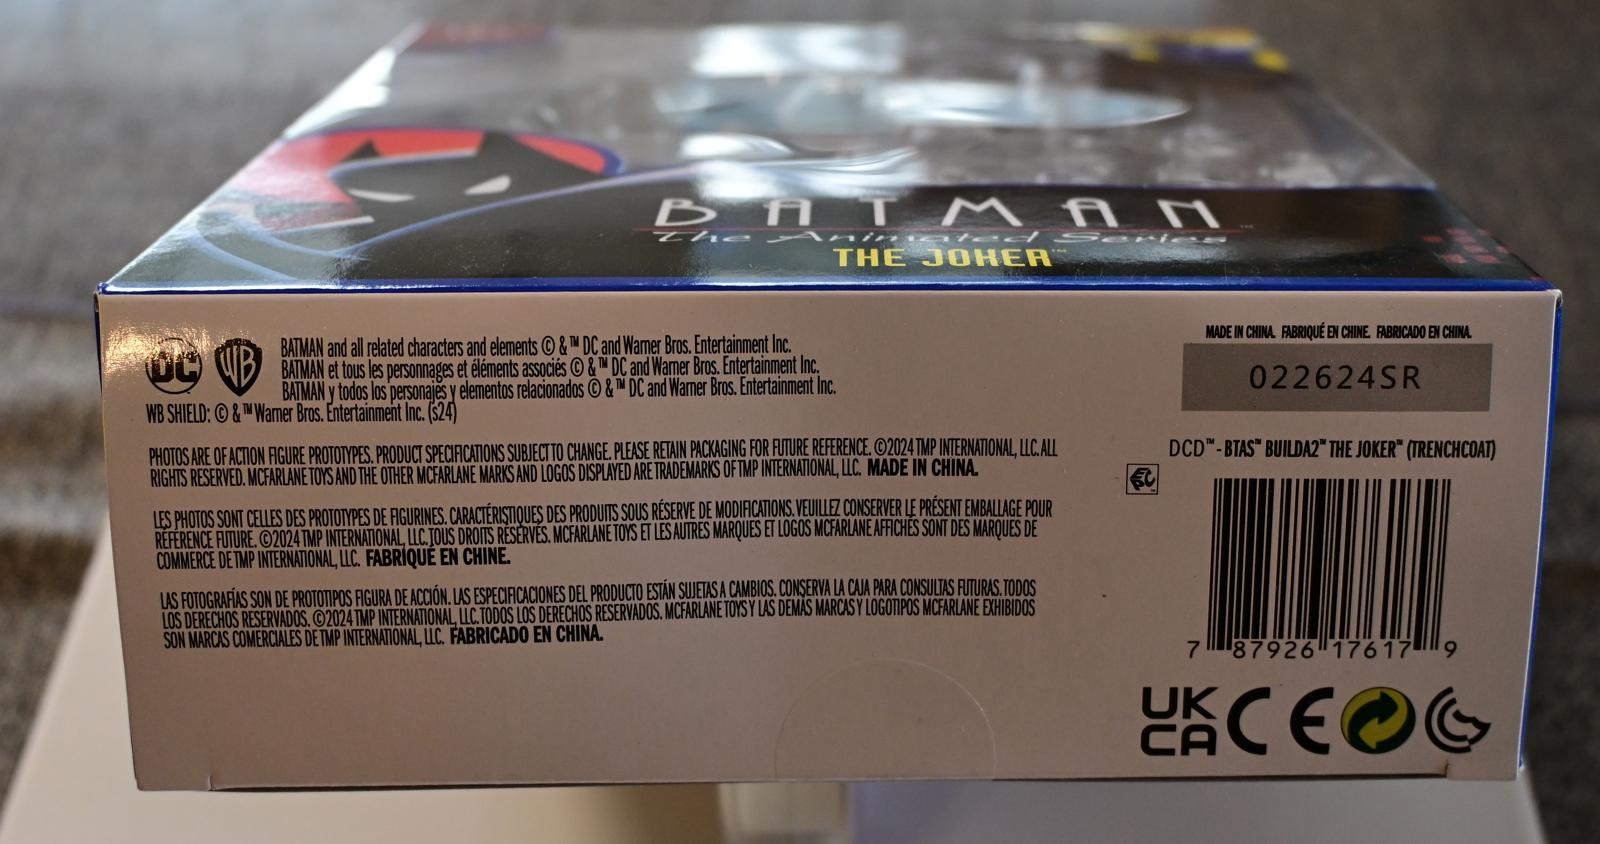 BATMAN™
The Animated Series
THE JOKER™
DC WB
BATMAN and all related characters and elements © & ™ DC and Warner Bros. Entertainment Inc.
BATMAN et tous les personnages et éléments associés © & ™ DC and Warner Bros. Entertainment Inc.
BATMAN y todos los personajes y elementos relacionados © & ™ DC and Warner Bros. Entertainment Inc.
WB SHIELD: © & ™ Warner Bros. Entertainment Inc. (s24)
PHOTOS ARE OF ACTION FIGURE PROTOTYPES. PRODUCT SPECIFICATIONS SUBJECT TO CHANGE. PLEASE RETAIN PACKAGING FOR FUTURE REFERENCE. ©2024 TMP INTERNATIONAL, LLC. ALL
RIGHTS RESERVED. MCFARLANE TOYS AND THE OTHER MCFARLANE MARKS AND LOGOS DISPLAYED ARE TRADEMARKS OF TMP INTERNATIONAL, LLC. MADE IN CHINA.
LES PHOTOS SONT CELLES DES PROTOTYPES DE FIGURINES. CARACTÉRISTIQUES DES PRODUITS SOUS RÉSERVE DE MODIFICATIONS. VEUILLEZ CONSERVER LE PRÉSENT EMBALLAGE POUR
RÉFÉRENCE FUTURE. ©2024 TMP INTERNATIONAL, LLC. TOUS DROITS RÉSERVÉS. MCFARLANE TOYS ET LES AUTRES MARQUES ET LOGOS MCFARLANE AFFICHÉS SONT DES MARQUES DE
COMMERCE DE TMP INTERNATIONAL, LLC. FABRIQUÉ EN CHINE.
LAS FOTOGRAFÍAS SON DE PROTOTIPOS FIGURA DE ACCIÓN. LAS ESPECIFICACIONES DEL PRODUCTO ESTÁN SUJETAS A CAMBIOS. CONSERVA LA CAJA PARA CONSULTAS FUTURAS. TODOS
LOS DERECHOS RESERVADOS. ©2024 TMP INTERNATIONAL, LLC. TODOS LOS DERECHOS RESERVADOS. MCFARLANE TOYS Y LAS DEMÁS MARCAS Y LOGOTIPOS MCFARLANE EXHIBIDOS
SON MARCAS COMERCIALES DE TMP INTERNATIONAL, LLC. FABRICADO EN CHINA.
MADE IN CHINA. FABRIQUÉ EN CHINE. FABRICADO EN CHINA.
022624SR
DCD™ - BTAS™ BUILDA2™ THE JOKER™ (TRENCHCOAT)
7 87926 17617 9
UK
CA CE